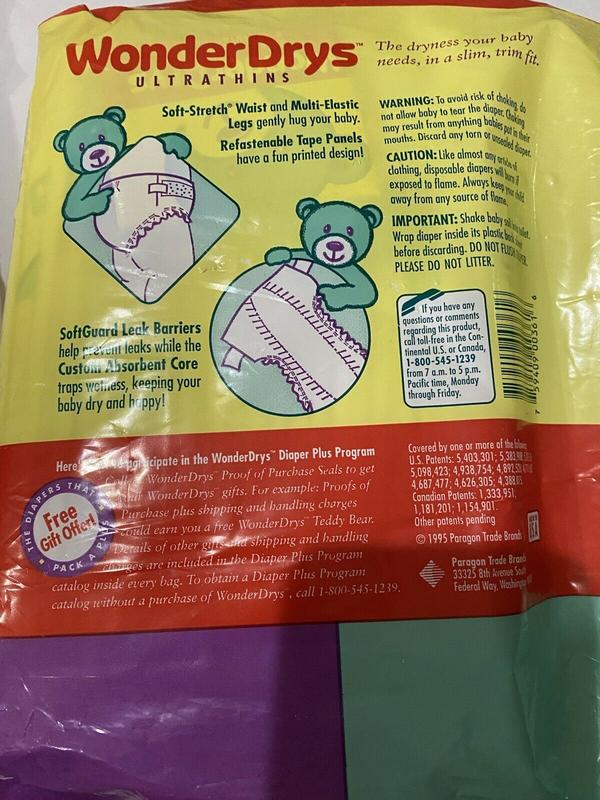 WonderDrys™
ULTRATHINS
The dryness your baby
needs, in a slim, trim fit.
Soft-Stretch® Waist and Multi-Elastic
Legs gently hug your baby.
Refastenable Tape Panels
have a fun printed design!
WARNING: To avoid risk of choking, do
not allow baby to tear the diaper. Choking
may result from anything babies put in their
mouths. Discard any torn or unsealed diaper.
CAUTION: Like almost any
clothing, disposable diapers will burn if
exposed to flame. Always keep your child
away from any source of flame.
IMPORTANT: Shake baby
Wrap diaper inside its plastic back
before discarding. DO NOT FLUSH
PLEASE DO NOT LITTER.
SoftGuard Leak Barriers
help prevent leaks while the
Custom Absorbent Core
traps wetness, keeping your
baby dry and happy!
If you have any
questions or comments
regarding this product,
call toll-free in the Con-
tinental U.S. or Canada,
1-800-545-1239
from 7 a.m. to 5 p.m.
Pacific time, Monday
through Friday.
7 59409 00361 6
Here's participate in the WonderDrys™ Diaper Plus Program
WonderDrys™ Proof of Purchase Seals to get
WonderDrys™ gifts. For example: Proofs of
Purchase plus shipping and handling charges
could earn you a free WonderDrys™ Teddy Bear.
Details of other gifts and shipping and handling
charges are included in the Diaper Plus Program
catalog inside every bag. To obtain a Diaper Plus Program
catalog without a purchase of WonderDrys™, call 1-800-545-1239.
THE DIAPERS THAT PACK A PLUS
Free
Gift Offer!
Covered by one or more of the following
U.S. Patents: 5,403,301;
5,098,423; 4,938,754;
4,687,477; 4,626,305;
Canadian Patents: 1,333,951,
1,181,201; 1,154,901.
Other patents pending
© 1995 Paragon Trade Brands
Paragon Trade Brands
33325 8th Avenue South
Federal Way, Washington